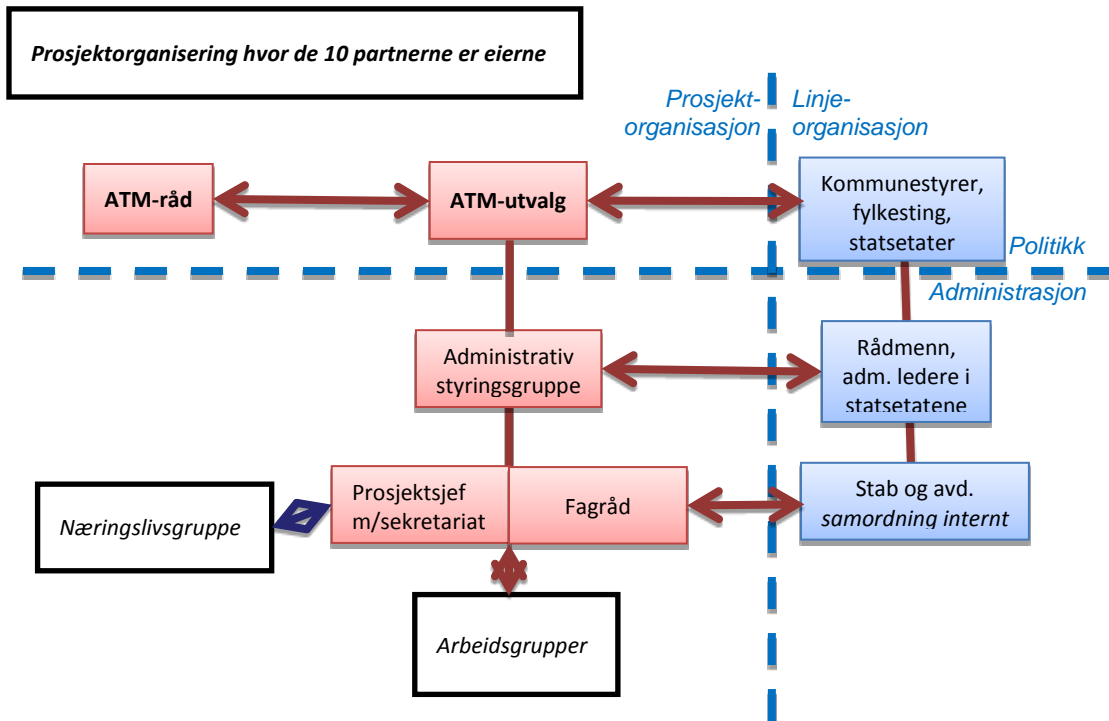 Prosjektorganisering hvor de 10 partnerne er eierne
Prosjekt-
organisasjon
Linje-
organisasjon
ATM-råd
ATM-utvalg
Kommunestyrer,
fylkesting,
statsetater
Politikk
Administrasjon
Administrativ
styringsgruppe
Rådmenn,
adm. ledere i
statsetatene
Næringslivsgruppe
Prosjektsjef
m/sekretariat
Fagråd
Stab og avd.
samordning internt
Arbeidsgrupper